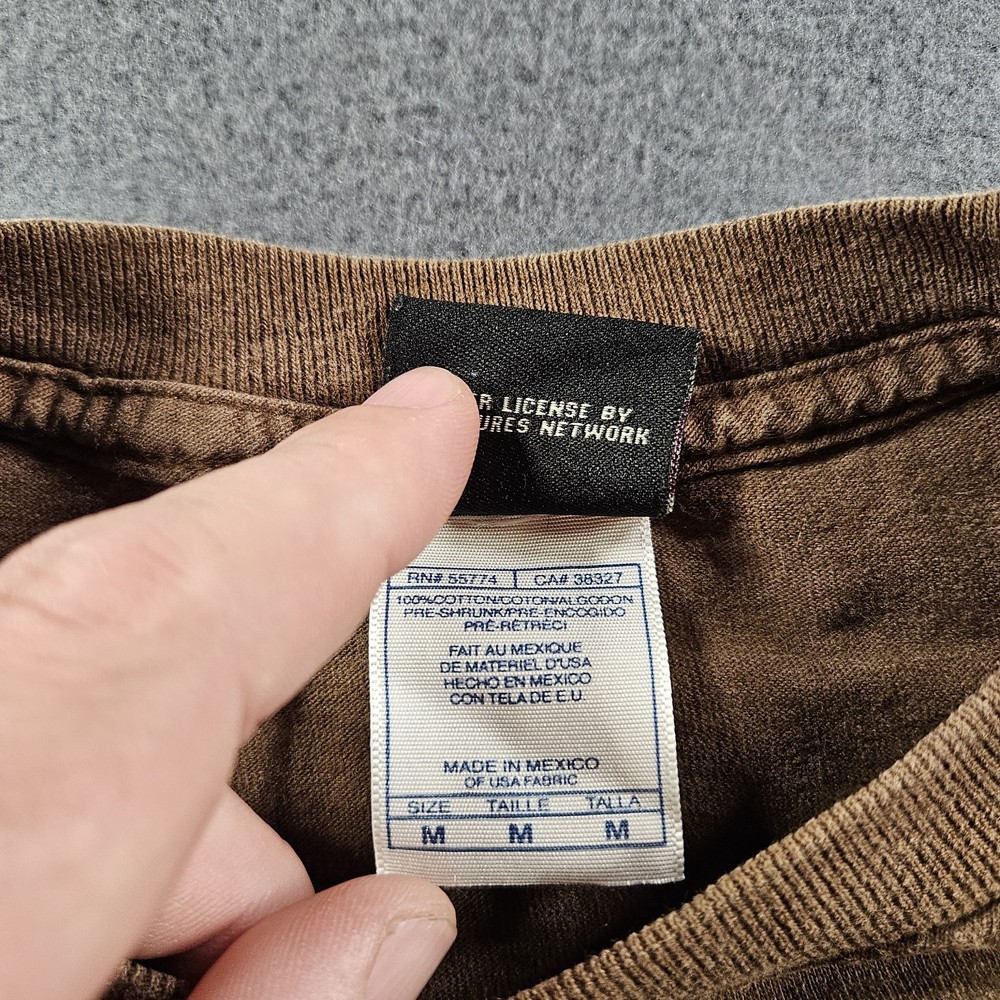 R LICENSE BY
URES NETWORK
RN# 55774 CA# 38327
100%COTTON/COTON/ALGODON
PRE-SHRUNK/PRE-ENCOGIDO
PRÉ-RÉTRÉCI
FAIT AU MEXIQUE
DE MATERIEL D'USA
HECHO EN MEXICO
CON TELA DE E.U
MADE IN MEXICO
OF USA FABRIC
SIZE TAILLE TALLA
M M M